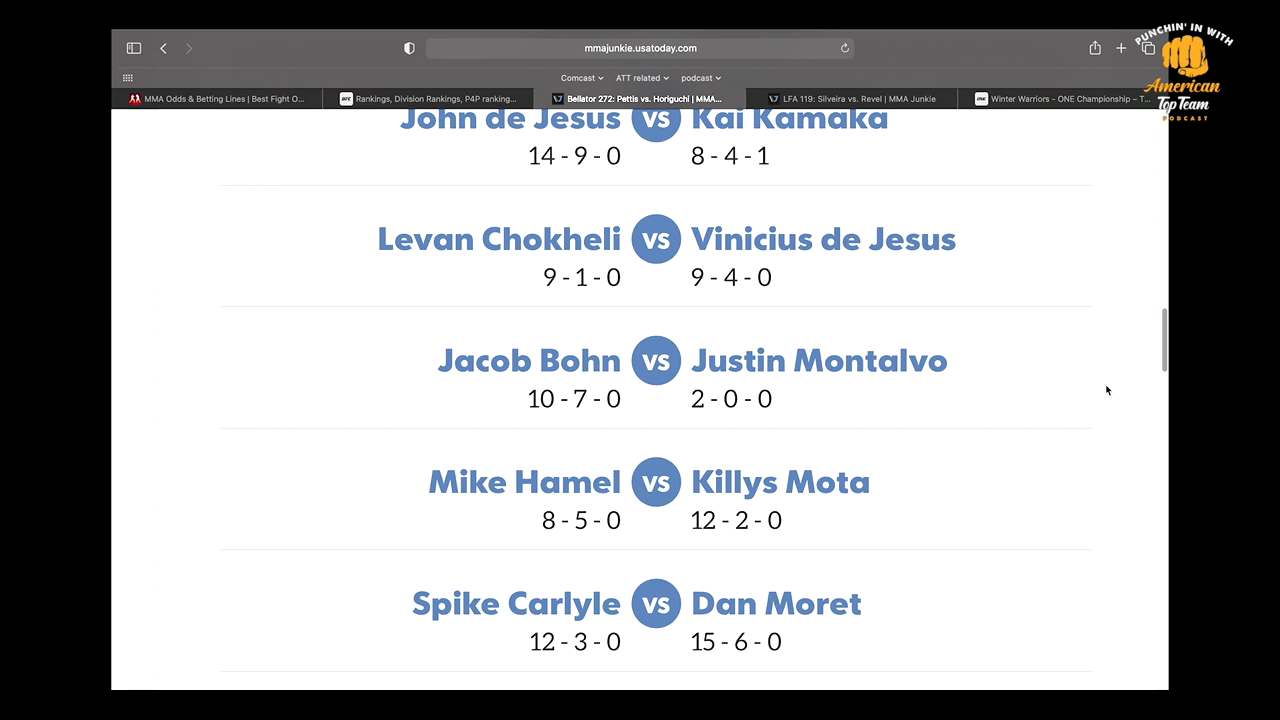 mmajunkie.usatoday.com
PUNCHIN' IN WITH
American
Top Team
PODCAST
Comcast ATT related podcast
MMA Odds & Betting Lines | Best Fight O... Rankings, Division Rankings, P4P ranking... Bellator 272: Pettis vs. Horiguchi | MMA... LFA 119: Silveira vs. Revel | MMA Junkie Winter Warriors - ONE Championship – T...
John de Jesus VS Kai Kamaka
14 - 9 - 0 8 - 4 - 1
Levan Chokheli VS Vinicius de Jesus
9 - 1 - 0 9 - 4 - 0
Jacob Bohn VS Justin Montalvo
10 - 7 - 0 2 - 0 - 0
Mike Hamel VS Killys Mota
8 - 5 - 0 12 - 2 - 0
Spike Carlyle VS Dan Moret
12 - 3 - 0 15 - 6 - 0